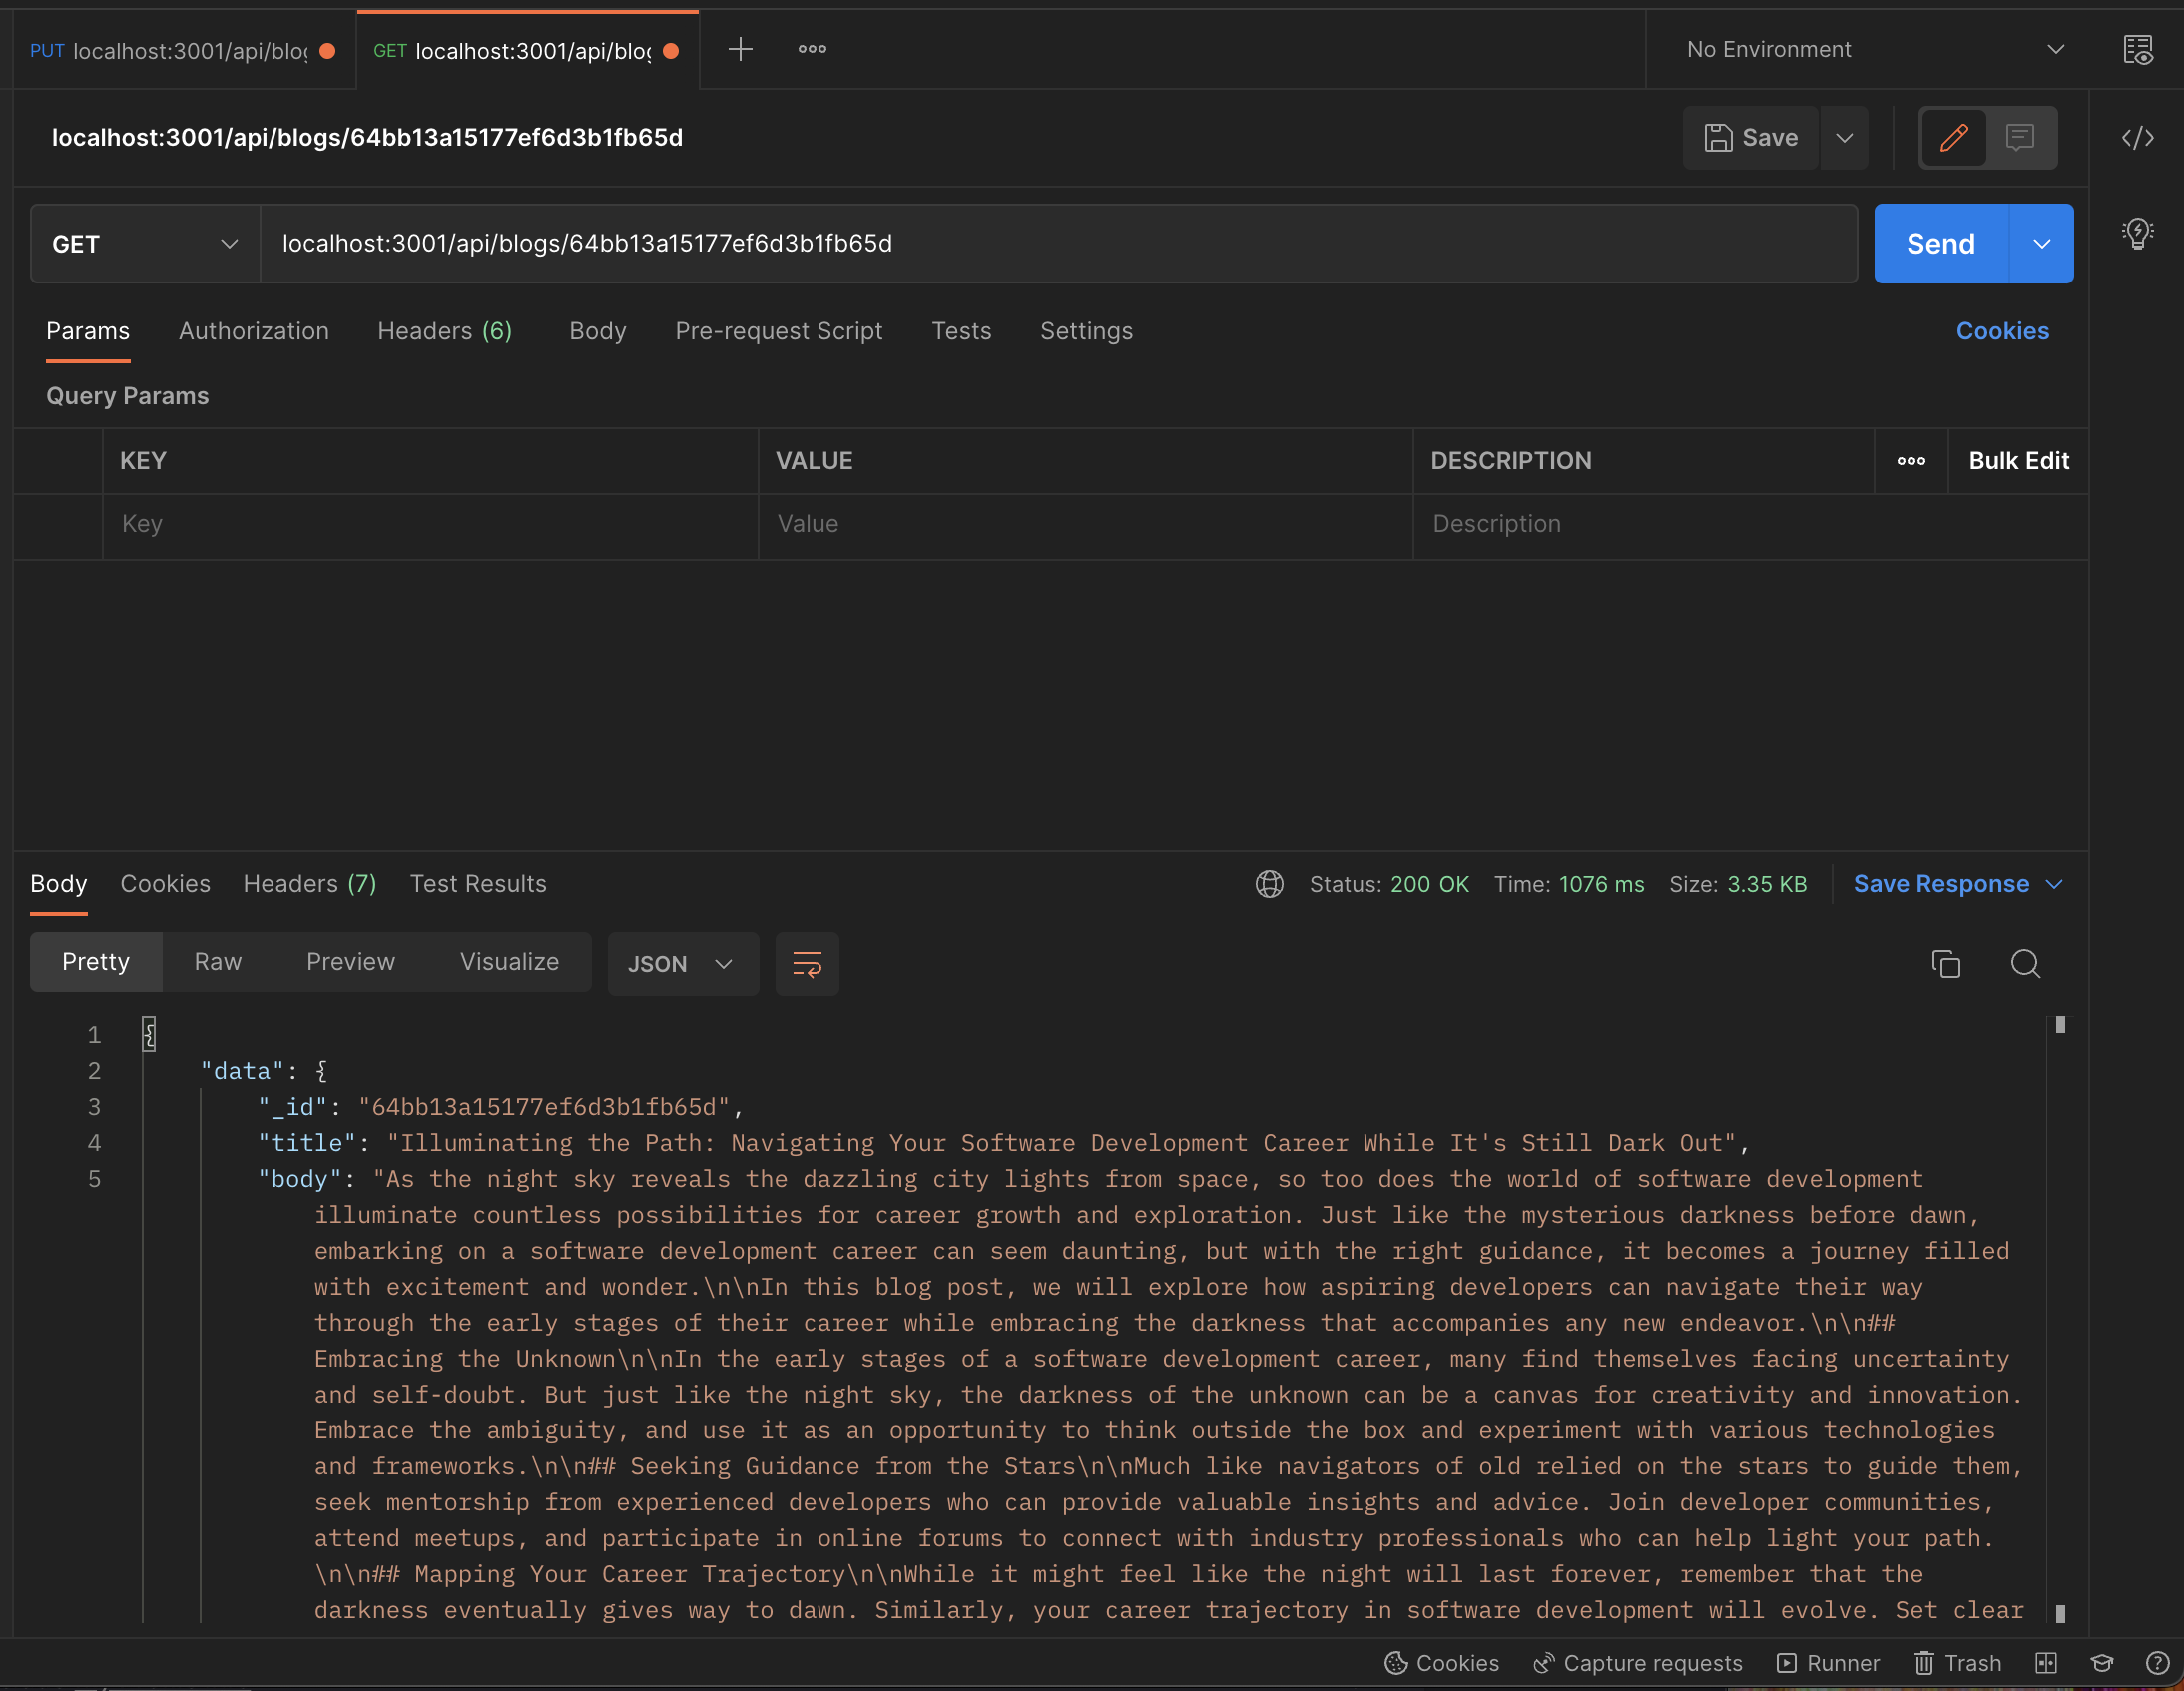 PUT localhost:3001/api/blog
GET localhost:3001/api/blog
No Environment
localhost:3001/api/blogs/64bb13a15177ef6d3b1fb65d
Save
GET localhost:3001/api/blogs/64bb13a15177ef6d3b1fb65d Send
Params Authorization Headers (6) Body Pre-request Script Tests Settings Cookies
Query Params
KEY VALUE DESCRIPTION Bulk Edit
Key Value Description
Body Cookies Headers (7) Test Results Status: 200 OK Time: 1076 ms Size: 3.35 KB Save Response
Pretty Raw Preview Visualize JSON
1 {
2 "data": {
3 "_id": "64bb13a15177ef6d3b1fb65d",
4 "title": "Illuminating the Path: Navigating Your Software Development Career While It's Still Dark Out",
5 "body": "As the night sky reveals the dazzling city lights from space, so too does the world of software development
illuminate countless possibilities for career growth and exploration. Just like the mysterious darkness before dawn,
embarking on a software development career can seem daunting, but with the right guidance, it becomes a journey filled
with excitement and wonder.\n\nIn this blog post, we will explore how aspiring developers can navigate their way
through the early stages of their career while embracing the darkness that accompanies any new endeavor.\n\n##
Embracing the Unknown\n\nIn the early stages of a software development career, many find themselves facing uncertainty
and self-doubt. But just like the night sky, the darkness of the unknown can be a canvas for creativity and innovation.
Embrace the ambiguity, and use it as an opportunity to think outside the box and experiment with various technologies
and frameworks.\n\n## Seeking Guidance from the Stars\n\nMuch like navigators of old relied on the stars to guide them,
seek mentorship from experienced developers who can provide valuable insights and advice. Join developer communities,
attend meetups, and participate in online forums to connect with industry professionals who can help light your path.
\n\n## Mapping Your Career Trajectory\n\nWhile it might feel like the night will last forever, remember that the
darkness eventually gives way to dawn. Similarly, your career trajectory in software development will evolve. Set clear
Cookies Capture requests Runner Trash